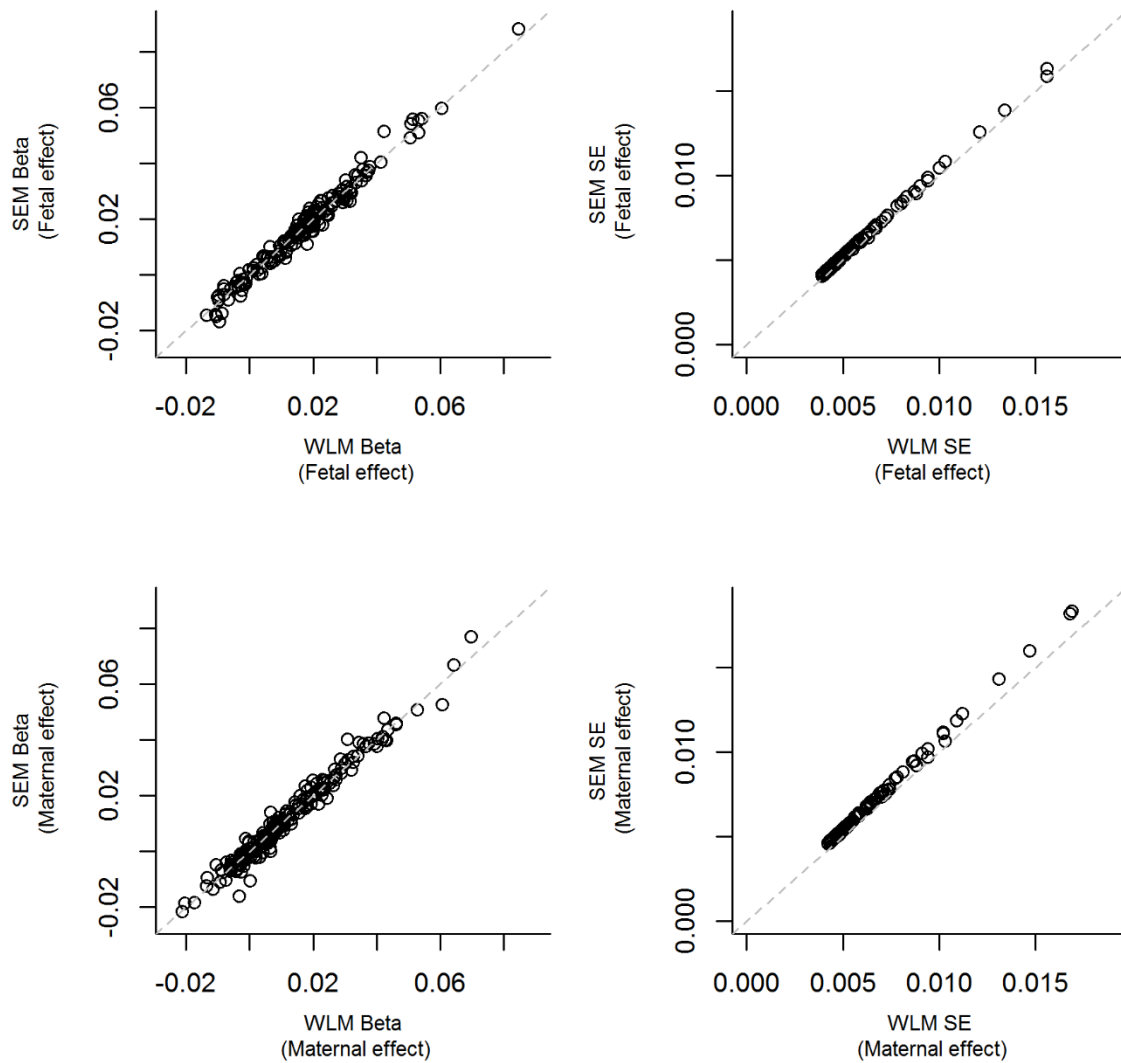 SEM Beta
(Fetal effect)
-0.02
0.02
0.06
-0.02
0.02
0.06
WLM Beta
(Fetal effect)
SEM SE
(Fetal effect)
0.000
0.010
0.000
0.005
0.010
0.015
WLM SE
(Fetal effect)
SEM Beta
(Maternal effect)
-0.02
0.02
0.06
-0.02
0.02
0.06
WLM Beta
(Maternal effect)
SEM SE
(Maternal effect)
0.000
0.010
0.000
0.005
0.010
0.015
WLM SE
(Maternal effect)